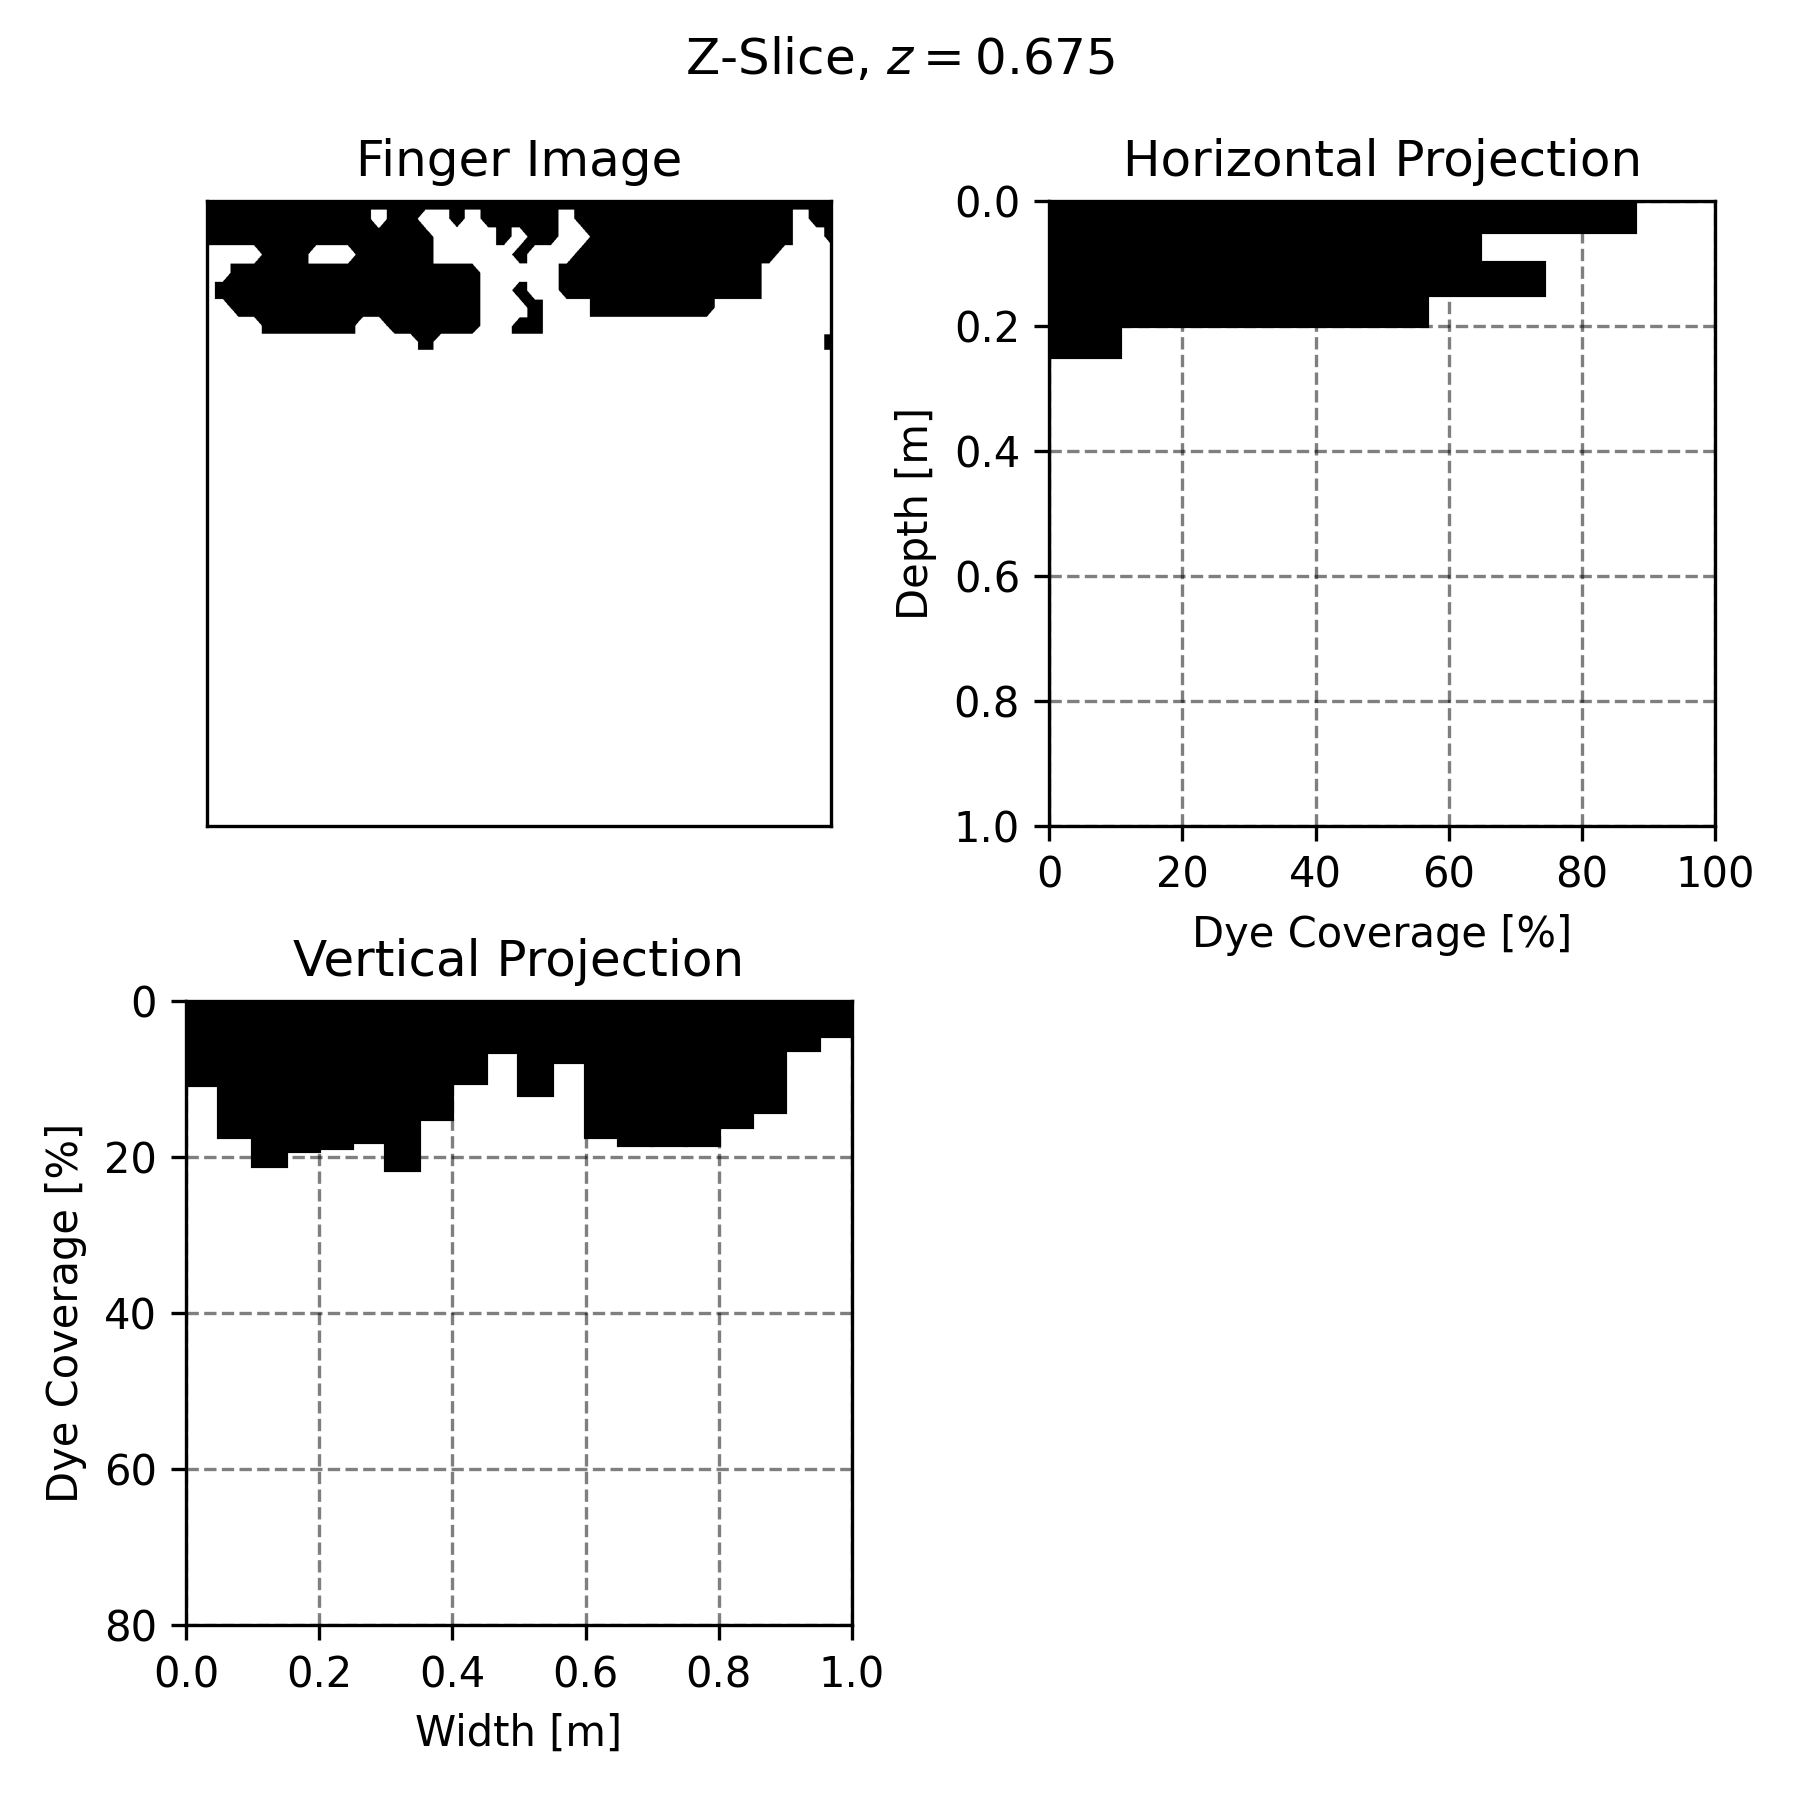 Z-Slice, z = 0.675
Finger Image
Horizontal Projection
0.0
0.2
0.4
0.6
0.8
1.0
Depth [m]
0 20 40 60 80 100
Dye Coverage [%]
Vertical Projection
0
20
40
60
80
Dye Coverage [%]
0.0 0.2 0.4 0.6 0.8 1.0
Width [m]